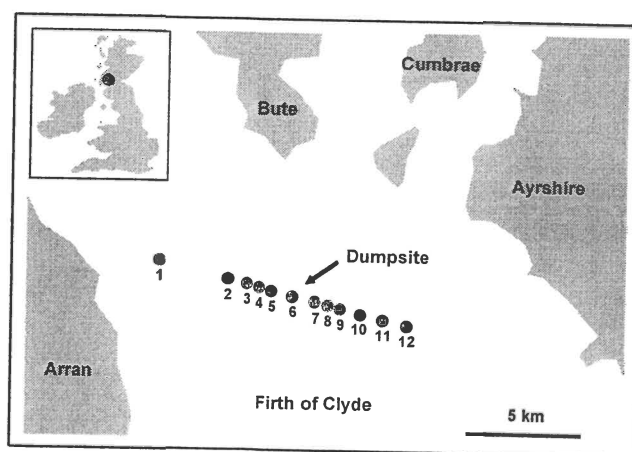 Cumbrae
Bute
Ayrshire
Dumpsite
1
2 3 4 5 6 7 8 9 10 11 12
Arran
Firth of Clyde
5 km